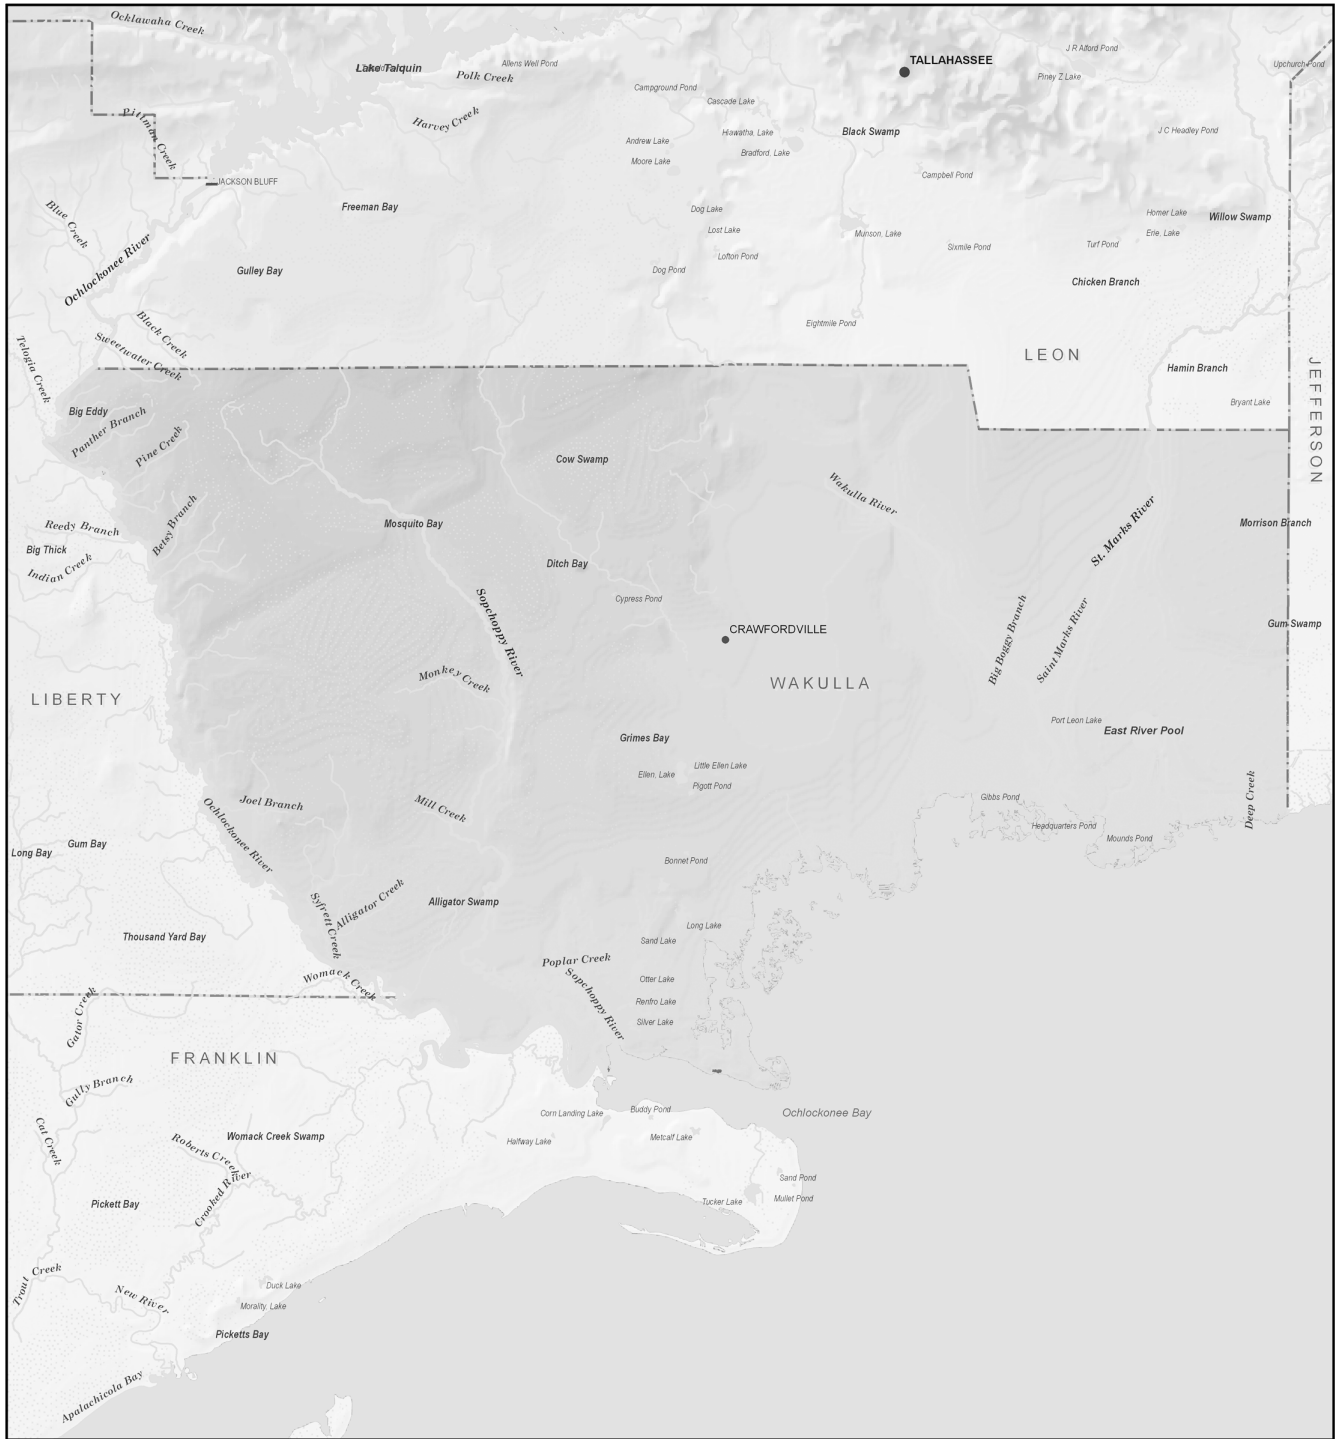 Ocklawaha Creek
Lake Talquin
Polk Creek
Allens Well Pond
TALLAHASSEE
J R Alford Pond
Piney Z Lake
Upchurch Pond
Campground Pond
Cascade Lake
Pittman Creek
Harvey Creek
Andrew Lake
Hiawatha, Lake
Black Swamp
J C Headley Pond
Moore Lake
Bradford, Lake
JACKSON BLUFF
Campbell Pond
Blue Creek
Freeman Bay
Dog Lake
Homer Lake
Willow Swamp
Lost Lake
Munson, Lake
Erie, Lake
Ochlockonee River
Gulley Bay
Lofton Pond
Sixmile Pond
Turf Pond
Dog Pond
Chicken Branch
Black Creek
Eightmile Pond
Sweetwater Creek
LEON
Telogia Creek
Hamin Branch
JEFFERSON
Bryant Lake
Big Eddy
Panther Branch
Pine Creek
Cow Swamp
Wakulla River
Reedy Branch
Betsy Branch
Mosquito Bay
St. Marks River
Morrison Branch
Big Thick
Indian Creek
Ditch Bay
Cypress Pond
Sopchoppy River
CRAWFORDVILLE
Big Boggy Branch
Saint Marks River
Gum Swamp
Monkey Creek
WAKULLA
LIBERTY
Port Leon Lake
East River Pool
Grimes Bay
Little Ellen Lake
Ellen, Lake
Pigott Pond
Joel Branch
Mill Creek
Gibbs Pond
Deep Creek
Headquarters Pond
Mounds Pond
Ochlockonee River
Gum Bay
Long Bay
Bonnet Pond
Syfrett Creek
Alligator Creek
Alligator Swamp
Long Lake
Thousand Yard Bay
Sand Lake
Poplar Creek
Womack Creek
Sopchoppy River
Otter Lake
Renfro Lake
Silver Lake
Gator Creek
FRANKLIN
Gully Branch
Corn Landing Lake
Buddy Pond
Ochlockonee Bay
Cat Creek
Womack Creek Swamp
Halfway Lake
Metcalf Lake
Roberts Creek
Crooked River
Sand Pond
Pickett Bay
Tucker Lake
Mullet Pond
Trout Creek
New River
Duck Lake
Morality, Lake
Picketts Bay
Apalachicola Bay